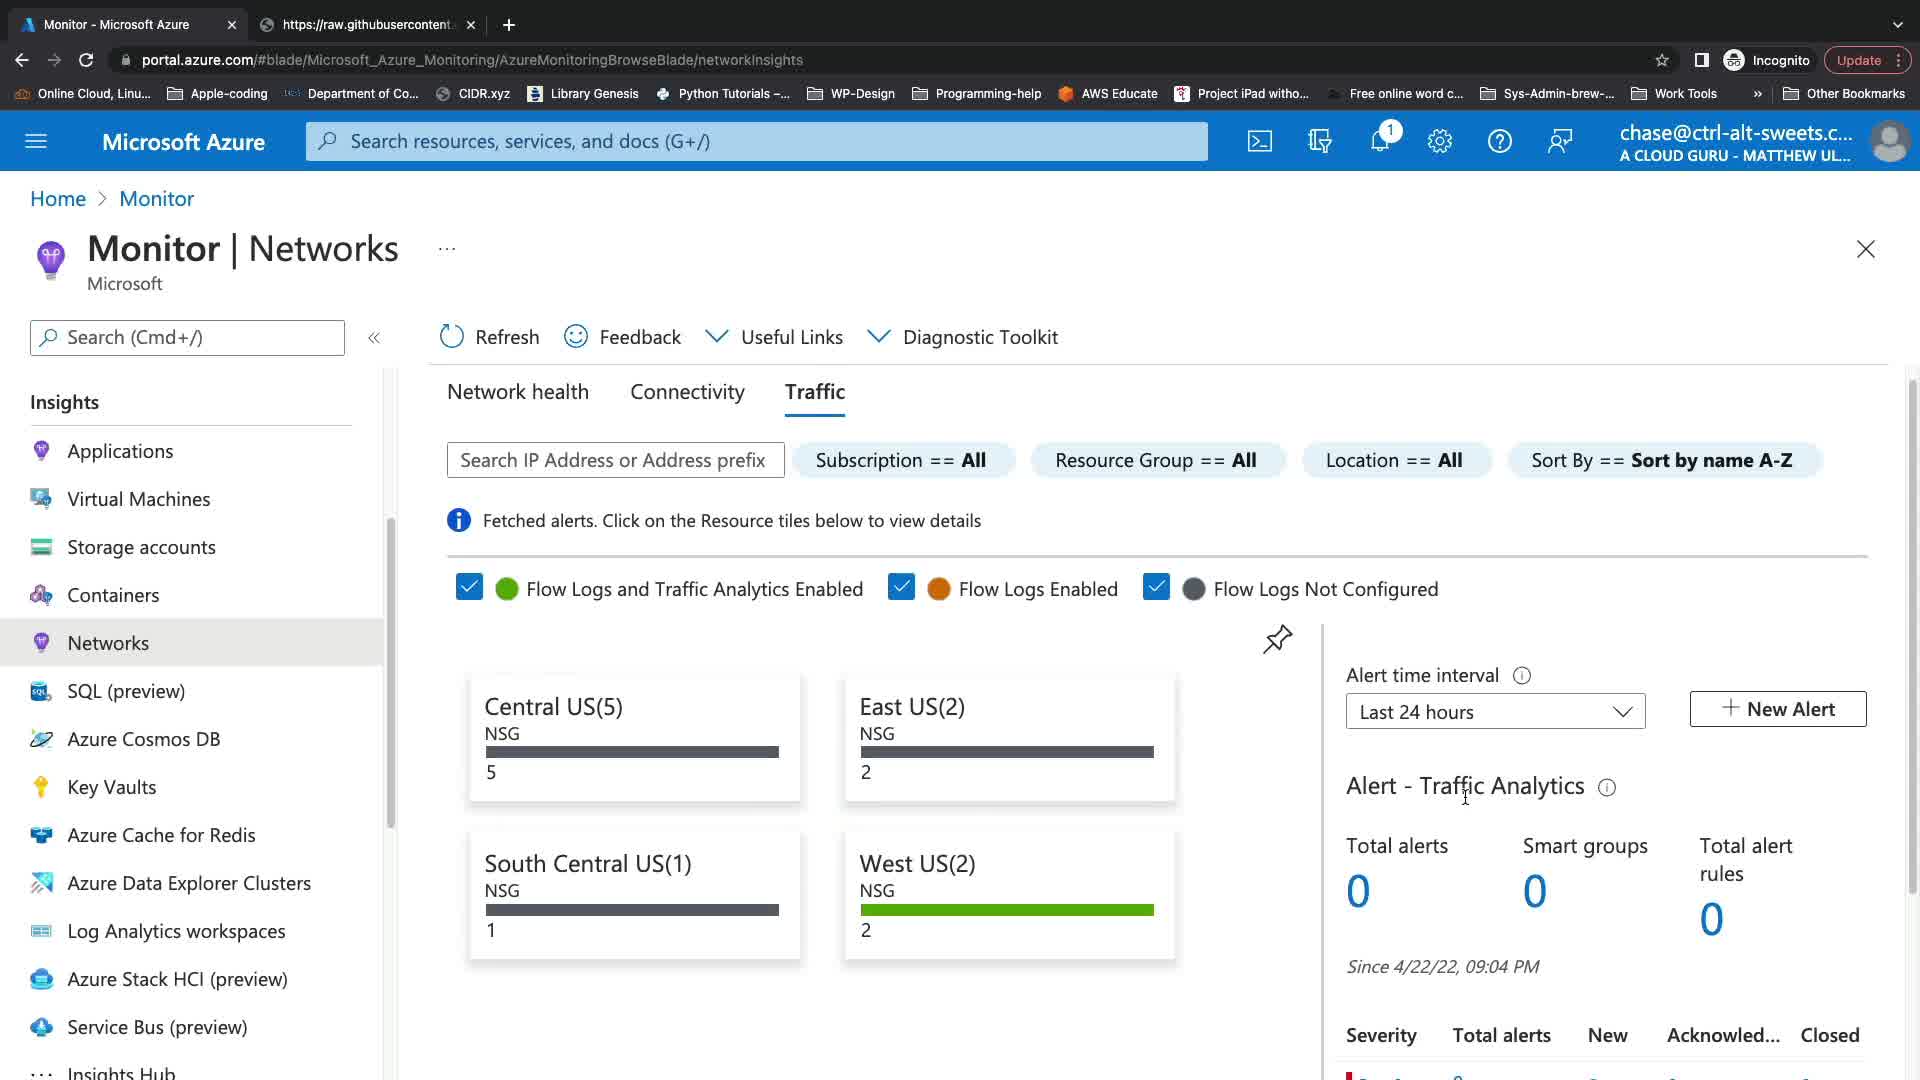 Monitor - Microsoft Azure
https://raw.githubusercontent.
portal.azure.com/#blade/Microsoft_Azure_Monitoring/AzureMonitoringBrowseBlade/networkInsights
Incognito
Update
Online Cloud, Linu...
Apple-coding
Department of Co...
CIDR.xyz
Library Genesis
Python Tutorials –...
WP-Design
Programming-help
AWS Educate
Project iPad witho...
Free online word c...
Sys-Admin-brew-...
Work Tools
»
Other Bookmarks
Microsoft Azure
Search resources, services, and docs (G+/)
1
chase@ctrl-alt-sweets.c...
A CLOUD GURU - MATTHEW UL...
Home > Monitor
Monitor | Networks
...
Microsoft
Search (Cmd+/)
«
Refresh
Feedback
Useful Links
Diagnostic Toolkit
Insights
Applications
Virtual Machines
Storage accounts
Containers
Networks
SQL (preview)
Azure Cosmos DB
Key Vaults
Azure Cache for Redis
Azure Data Explorer Clusters
Log Analytics workspaces
Azure Stack HCI (preview)
Service Bus (preview)
... Insights Hub
Network health
Connectivity
Traffic
Search IP Address or Address prefix
Subscription == All
Resource Group == All
Location == All
Sort By == Sort by name A-Z
Fetched alerts. Click on the Resource tiles below to view details
Flow Logs and Traffic Analytics Enabled
Flow Logs Enabled
Flow Logs Not Configured
Central US(5)
NSG
5
East US(2)
NSG
2
South Central US(1)
NSG
1
West US(2)
NSG
2
Alert time interval
Last 24 hours
+ New Alert
Alert - Traffic Analytics
Total alerts
0
Smart groups
0
Total alert
rules
0
Since 4/22/22, 09:04 PM
Severity
Total alerts
New
Acknowled...
Closed